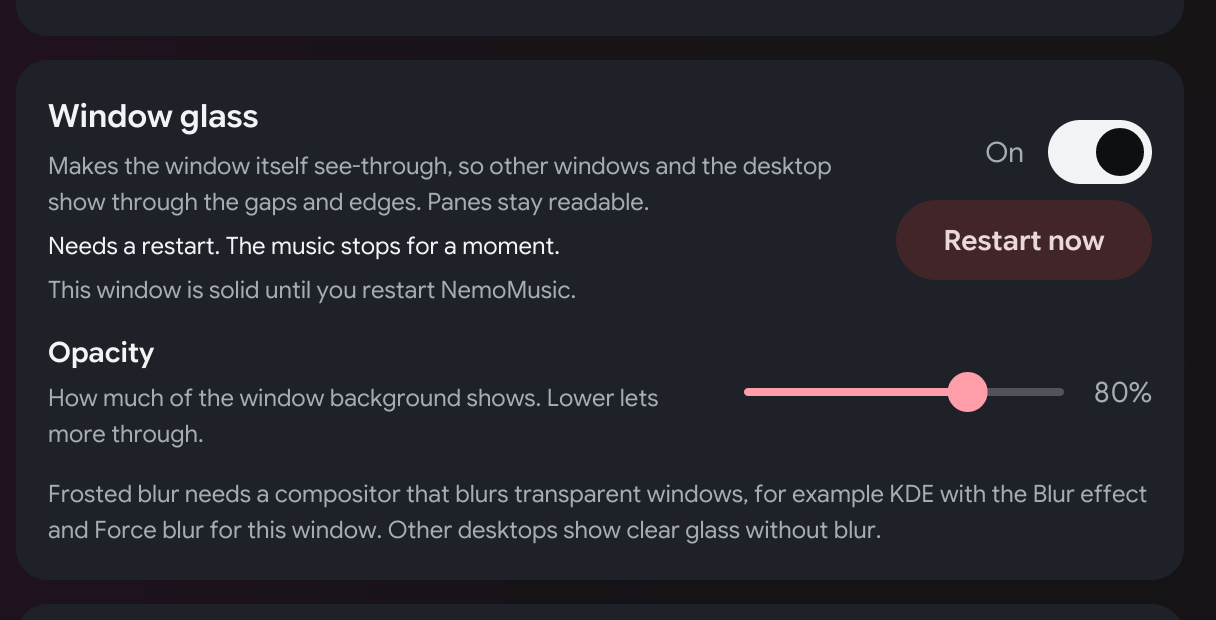 Window glass
Makes the window itself see-through, so other windows and the desktop
show through the gaps and edges. Panes stay readable.
On
Needs a restart. The music stops for a moment.
Restart now
This window is solid until you restart NemoMusic.
Opacity
How much of the window background shows. Lower lets
more through.
80%
Frosted blur needs a compositor that blurs transparent windows, for example KDE with the Blur effect
and Force blur for this window. Other desktops show clear glass without blur.